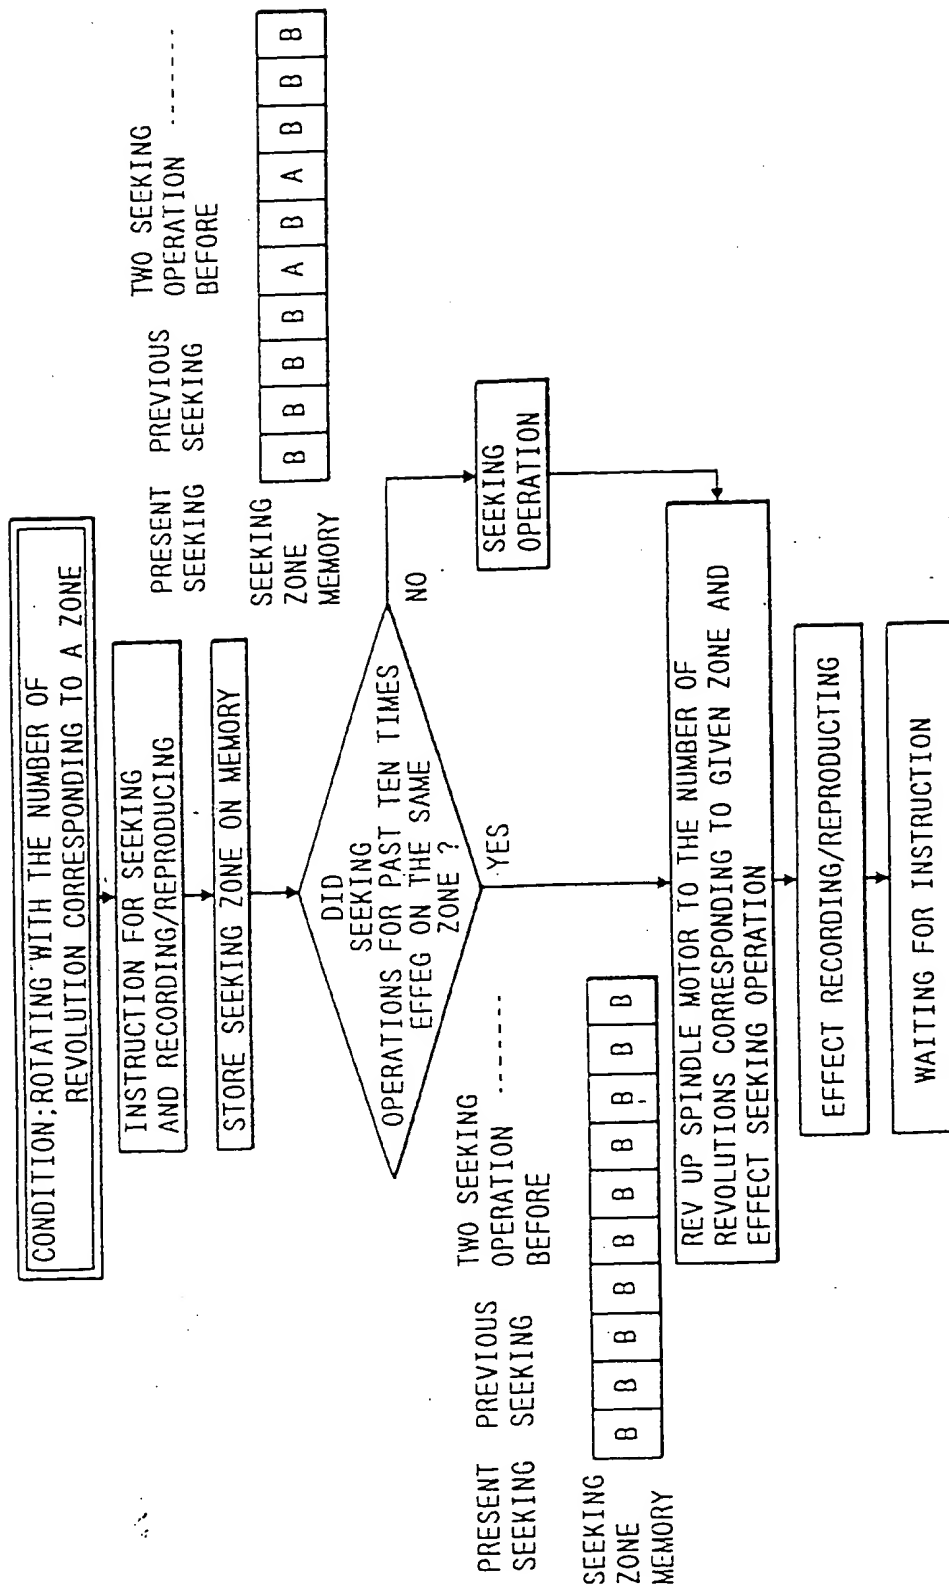 CONDITION;ROTATING WITH THE NUMBER OF
REVOLUTION CORRESPONDING TO A ZONE
INSTRUCTION FOR SEEKING
AND RECORDING/REPRODUCING
STORE SEEKING ZONE ON MEMORY
PRESENT PREVIOUS TWO SEEKING
SEEKING SEEKING OPERATION -------
BEFORE
SEEKING
ZONE
MEMORY
B B B B A B A B B B
DID
SEEKING
OPERATIONS FOR PAST TEN TIMES
EFFEG ON THE SAME
ZONE ?
NO
YES
SEEKING
OPERATION
PRESENT PREVIOUS TWO SEEKING
SEEKING SEEKING OPERATION --------
BEFORE
SEEKING
ZONE
MEMORY
B B B B B B B B B B
REV UP SPINDLE MOTOR TO THE NUMBER OF
REVOLUTIONS CORRESPONDING TO GIVEN ZONE AND
EFFECT SEEKING OPERATION
EFFECT RECORDING/REPRODUCTING
WAITING FOR INSTRUCTION